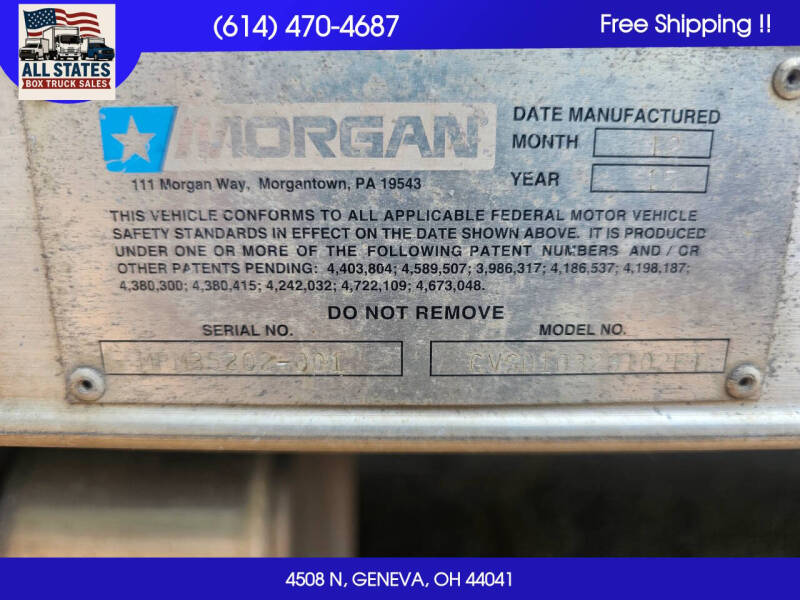 (614) 470-4687
Free Shipping !!
ALL STATES
BOX TRUCK SALES
MORGAN
111 Morgan Way, Morgantown, PA 19543
DATE MANUFACTURED
MONTH 12
YEAR
THIS VEHICLE CONFORMS TO ALL APPLICABLE FEDERAL MOTOR VEHICLE
SAFETY STANDARDS IN EFFECT ON THE DATE SHOWN ABOVE. IT IS PRODUCED
UNDER ONE OR MORE OF THE FOLLOWING PATENT NUMBERS AND / OR
OTHER PATENTS PENDING: 4,403,804; 4,589,507; 3,986,317; 4,186,537; 4,198,187;
4,380,300; 4,380,415; 4,242,032; 4,722,109; 4,673,048.
DO NOT REMOVE
SERIAL NO.
MODEL NO.
4508 N, GENEVA, OH 44041